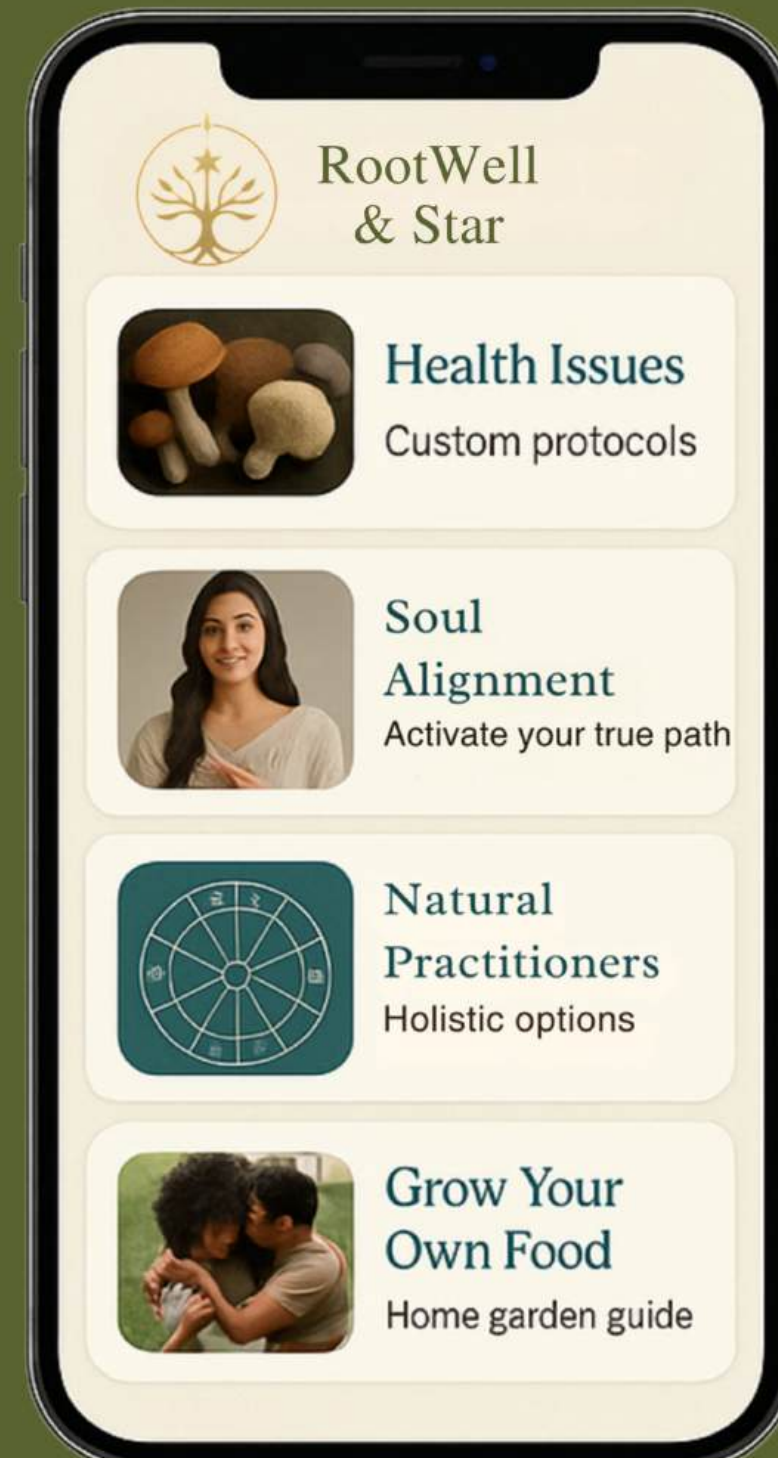 RootWell
& Star
Health Issues
Custom protocols
Soul
Alignment
Activate your true path
Natural
Practitioners
Holistic options
Grow Your
Own Food
Home garden guide